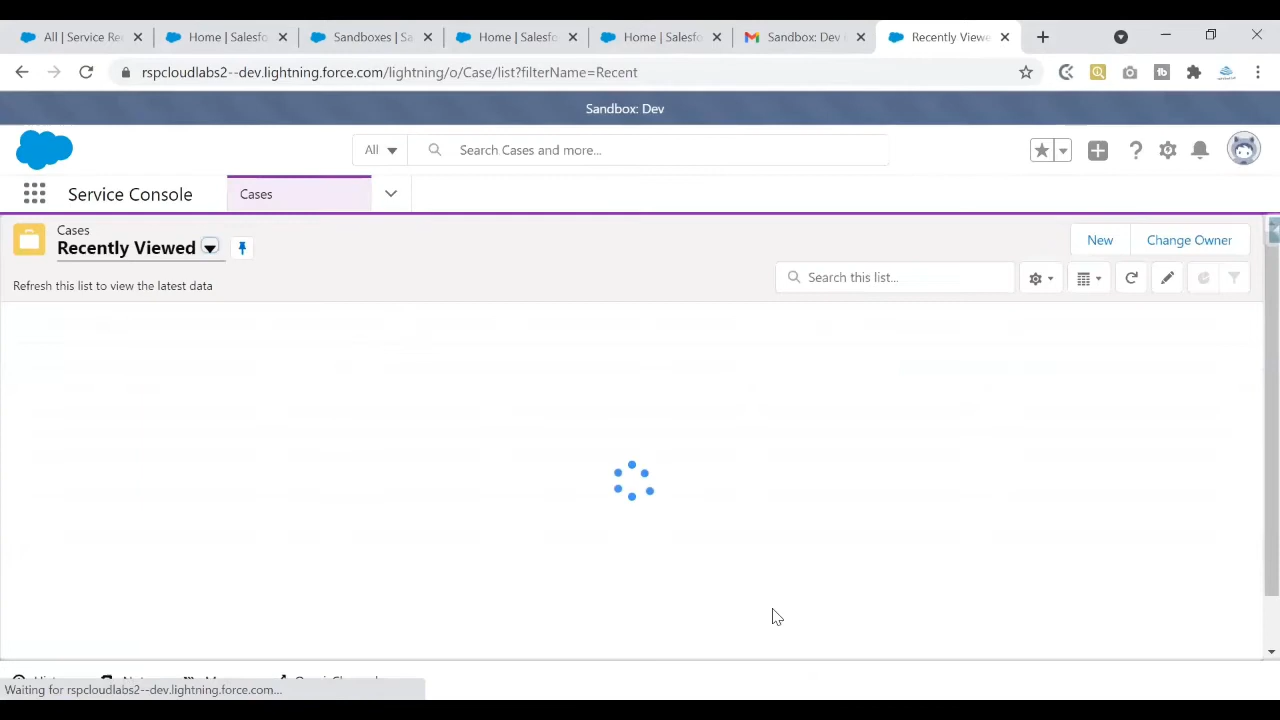 All | Service Re
Home | Salesfo
Sandboxes | Sa
Home | Salesfo
Home | Salesfo
Sandbox: Dev
Recently Viewe
rspcloudlabs2--dev.lightning.force.com/lightning/o/Case/list?filterName=Recent
Sandbox: Dev
All
Search Cases and more...
Service Console
Cases
Cases
Recently Viewed
New
Change Owner
Refresh this list to view the latest data
Search this list...
Waiting for rspcloudlabs2--dev.lightning.force.com...